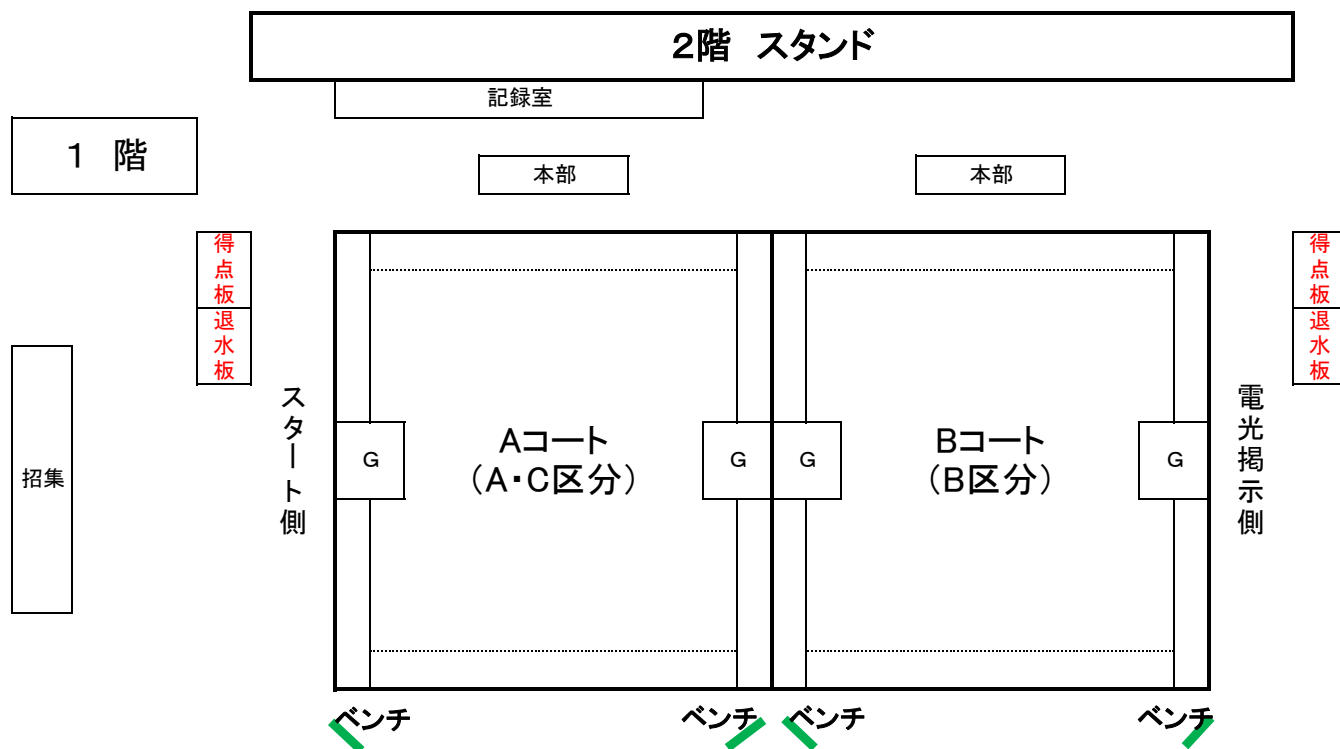 ２階　スタンド
記録室
１　階
本部
本部
得点板
退水板
得点板
退水板
スタート側
電光掲示側
招集
G
Aコート
（A・C区分）
G
G
Bコート
（B区分）
G
ベンチ
ベンチ
ベンチ
ベンチ